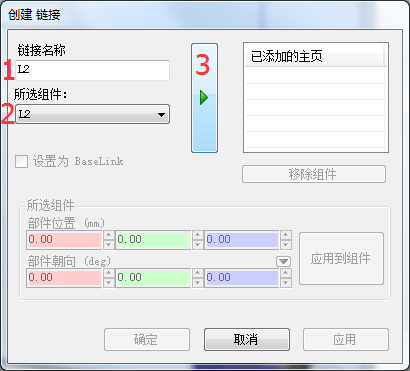 创建 链接
链接名称
1
L2
所选组件:
2
L2
3
已添加的主页
设置为 BaseLink
移除组件
所选组件
部件位置 (mm)
0.00 0.00 0.00
部件朝向 (deg)
0.00 0.00 0.00
应用到组件
确定 取消 应用